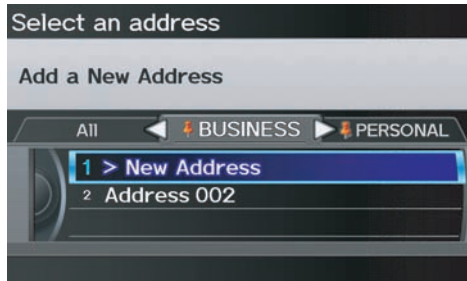 Select an address
Add a New Address
All BUSINESS PERSONAL
1 > New Address
2 Address 002